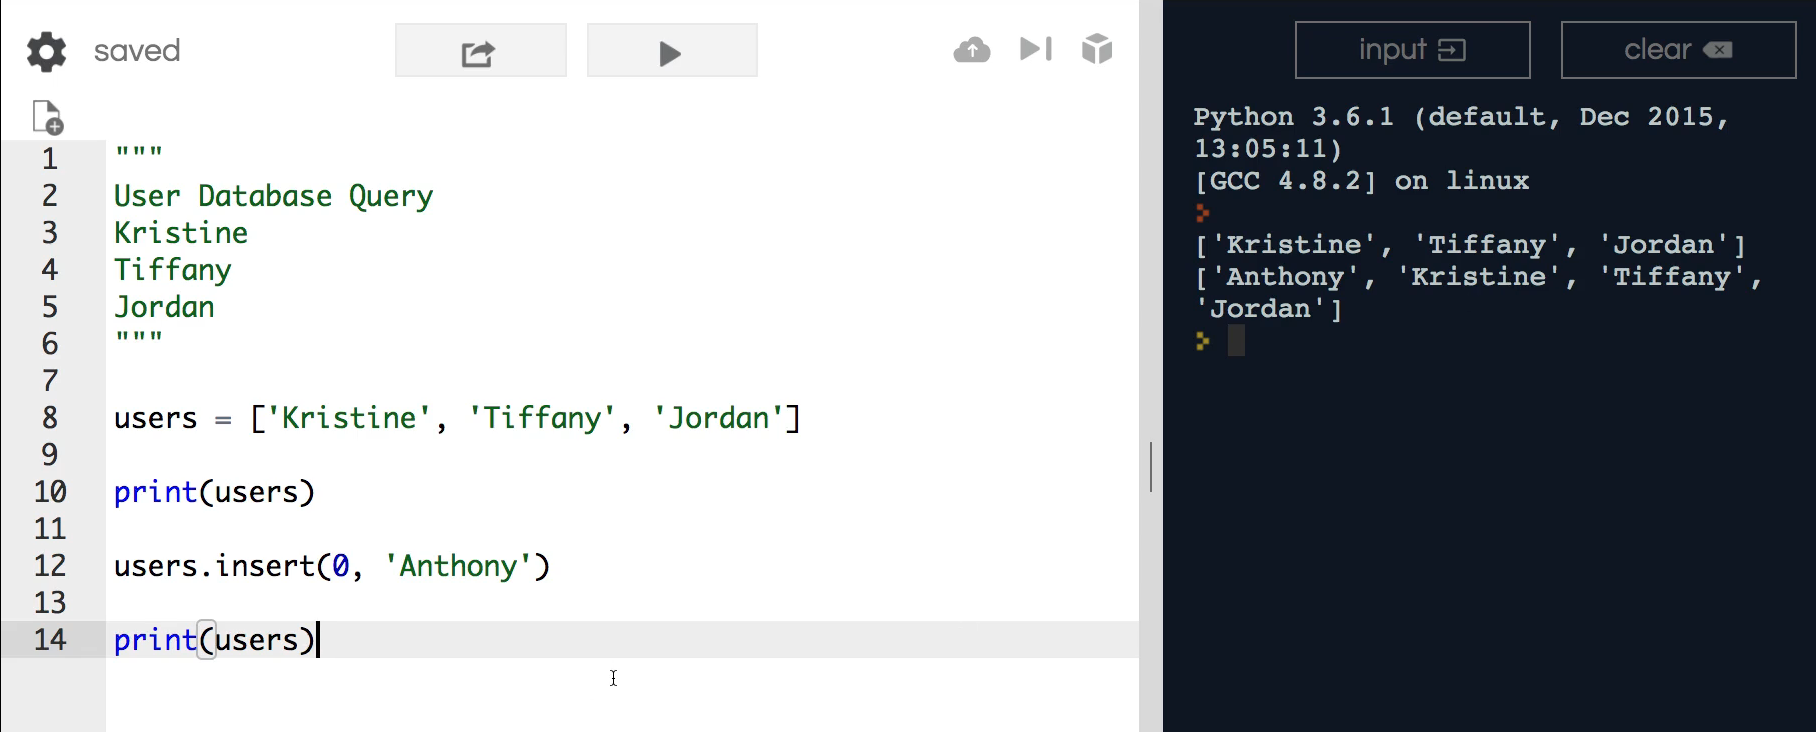 saved
input
clear
1 """
2 User Database Query
3 Kristine
4 Tiffany
5 Jordan
6 """
7
8 users = ['Kristine', 'Tiffany', 'Jordan']
9
10 print(users)
11
12 users.insert(0, 'Anthony')
13
14 print(users)
Python 3.6.1 (default, Dec 2015,
13:05:11)
[GCC 4.8.2] on linux
['Kristine', 'Tiffany', 'Jordan']
['Anthony', 'Kristine', 'Tiffany',
'Jordan']